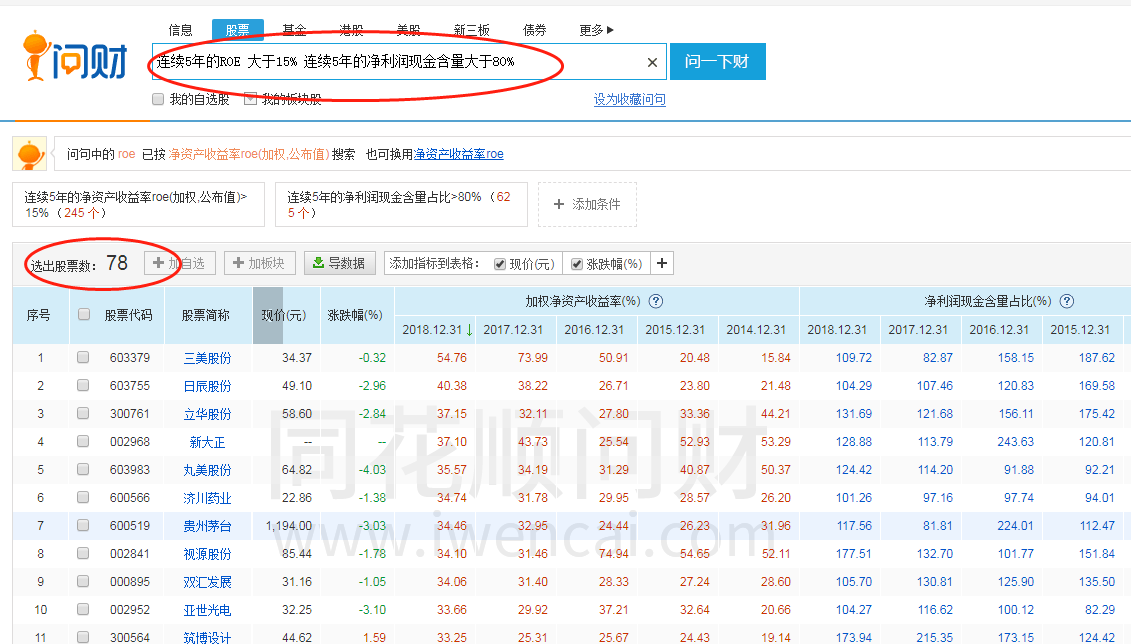 信息 股票 基金 港股 美股 新三板 债券 更多
问财
连续5年的ROE 大于15% 连续5年的净利润现金含量大于80% × 问一下财
我的自选股 我的板块股 设为收藏问句
问句中的 roe 已按 净资产收益率roe(加权,公布值) 搜索 也可换用净资产收益率roe
连续5年的净资产收益率roe(加权,公布值)>
15%（245 个）
连续5年的净利润现金含量占比>80%（62
5 个）
+ 添加条件
选出股票数： 78 + 加自选 + 加板块 导数据 添加指标到表格： 现价(元) 涨跌幅(%) +
序号 股票代码 股票简称 现价(元) 涨跌幅(%) 加权净资产收益率(%) ? 净利润现金含量占比(%) ?
2018.12.31↓ 2017.12.31 2016.12.31 2015.12.31 2014.12.31 2018.12.31 2017.12.31 2016.12.31 2015.12.31
1 603379 三美股份 34.37 -0.32 54.76 73.99 50.91 20.48 15.84 109.72 82.87 158.15 187.62
2 603755 日辰股份 49.10 -2.96 40.38 38.22 26.71 23.80 21.48 104.29 107.46 120.83 169.58
3 300761 立华股份 58.60 -2.84 37.15 32.11 27.80 33.36 44.21 131.69 121.68 156.11 175.42
4 002968 新大正 -- -- 37.10 43.73 25.54 52.93 53.29 128.88 113.79 243.63 120.81
5 603983 丸美股份 64.82 -4.03 35.57 34.19 31.29 40.87 50.37 124.42 114.20 91.88 92.21
6 600566 济川药业 22.86 -1.38 34.74 31.78 29.95 28.57 26.20 101.26 97.16 97.74 94.01
7 600519 贵州茅台 1,194.00 -3.03 34.46 32.95 24.44 26.23 31.96 117.56 81.81 224.01 112.47
8 002841 视源股份 85.44 -1.78 34.10 31.46 74.94 54.65 52.11 177.51 132.70 101.77 151.84
9 000895 双汇发展 31.16 -1.05 34.06 31.40 28.33 27.24 28.60 105.70 130.81 125.90 135.50
10 002952 亚世光电 32.25 -3.10 33.66 29.92 37.21 32.64 20.66 104.27 116.62 100.12 82.29
11 300564 筑博设计 44.62 1.59 33.25 25.31 25.67 24.43 19.14 173.94 215.35 173.15 124.42
同花顺问财
www.iwencai.com